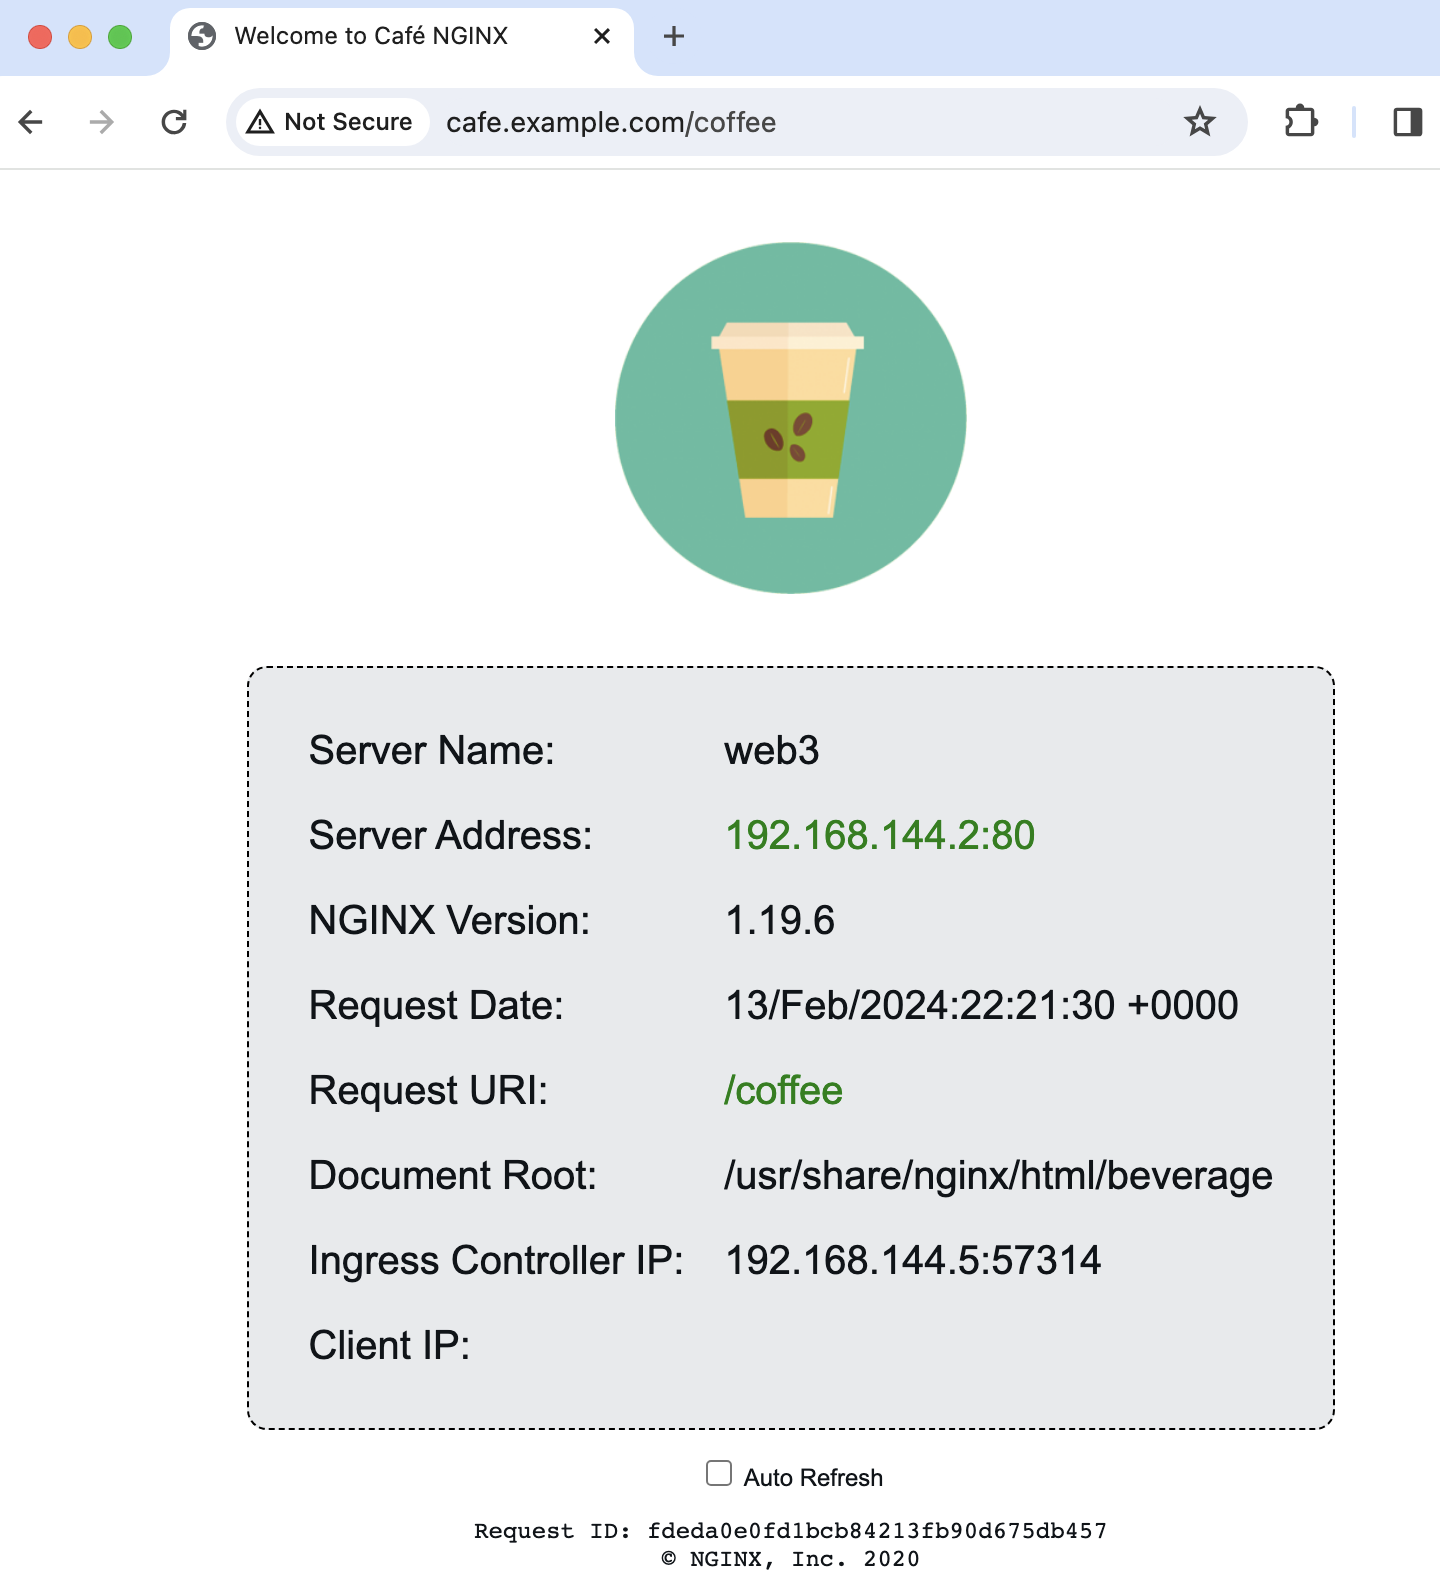 Welcome to Café NGINX
Not Secure cafe.example.com/coffee
Server Name: web3
Server Address: 192.168.144.2:80
NGINX Version: 1.19.6
Request Date: 13/Feb/2024:22:21:30 +0000
Request URI: /coffee
Document Root: /usr/share/nginx/html/beverage
Ingress Controller IP: 192.168.144.5:57314
Client IP:
Auto Refresh
Request ID: fdeda0e0fd1bcb84213fb90d675db457
© NGINX, Inc. 2020